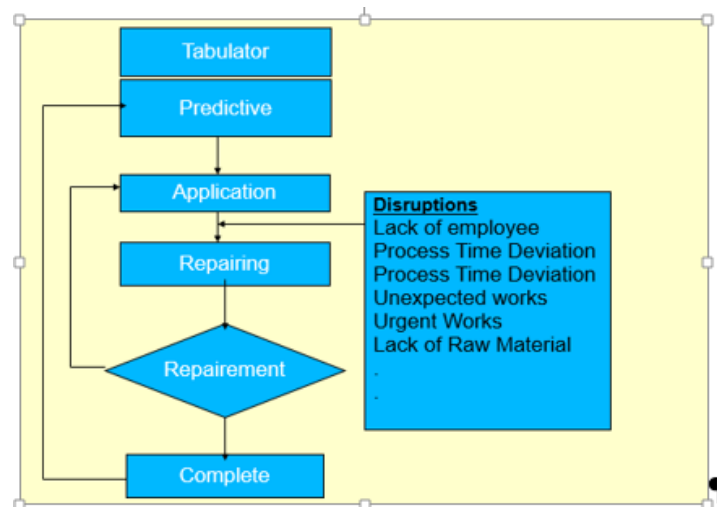 Tabulator
Predictive
Application
Repairing
Repairement
Complete
Disruptions
Lack of employee
Process Time Deviation
Process Time Deviation
Unexpected works
Urgent Works
Lack of Raw Material
.
.